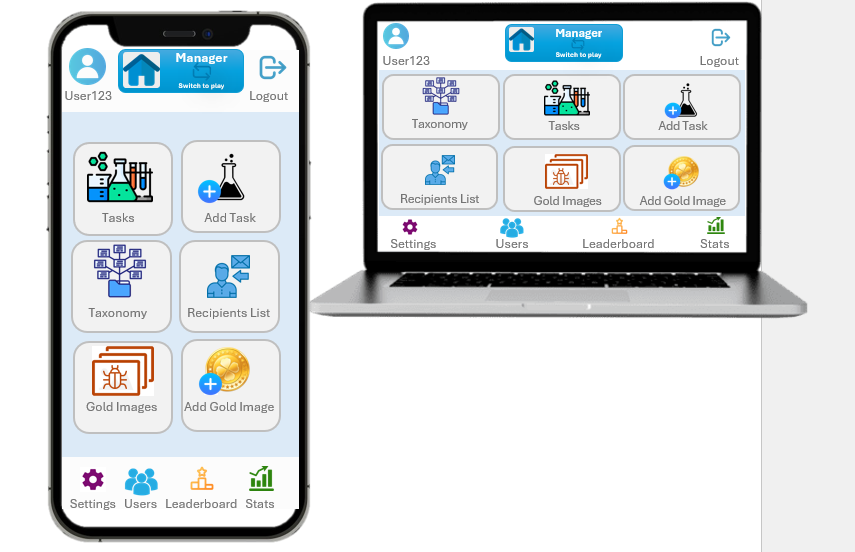 Manager
Switch to play
User123
Logout
Tasks
Add Task
Taxonomy
Recipients List
Gold Images
Add Gold Image
Settings
Users
Leaderboard
Stats
Manager
Switch to play
User123
Logout
Taxonomy
Tasks
Add Task
Recipients List
Gold Images
Add Gold Image
Settings
Users
Leaderboard
Stats